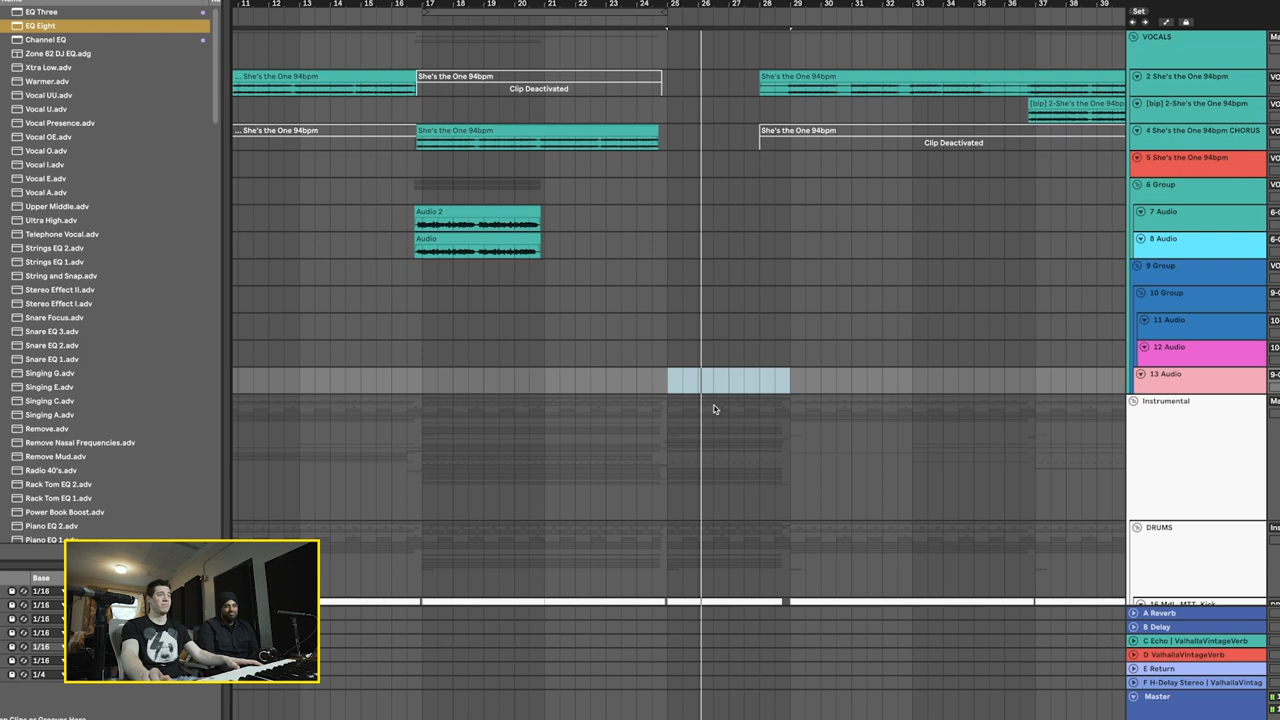 EQ Three
EQ Eight
Channel EQ
Zone 62 DJ EQ.adg
Xtra Low.adv
Warmer.adv
Vocal UU.adv
Vocal U.adv
Vocal Presence.adv
Vocal OE.adv
Vocal O.adv
Vocal I.adv
Vocal E.adv
Vocal A.adv
Upper Middle.adv
Ultra High.adv
Telephone Vocal.adv
Strings EQ 2.adv
Strings EQ 1.adv
String and Snap.adv
Stereo Effect II.adv
Stereo Effect I.adv
Snare Focus.adv
Snare EQ 3.adv
Snare EQ 2.adv
Snare EQ 1.adv
Singing G.adv
Singing E.adv
Singing C.adv
Singing A.adv
Remove.adv
Remove Nasal Frequencies.adv
Remove Mud.adv
Radio 40's.adv
Rack Tom EQ 2.adv
Rack Tom EQ 1.adv
Power Book Boost.adv
Piano EQ 2.adv
Piano EQ 1
Base
1/16
1/16
1/16
1/16
1/16
1/16
1/4
11 12 13 14 15 16 17 18 19 20 21 22 23 24 25 26 27 28 29 30 31 32 33 34 35 36 37 38 39
... She's the One 94bpm
She's the One 94bpm
Clip Deactivated
She's the One 94bpm
[bip] 2-She's the One 94bp
... She's the One 94bpm
She's the One 94bpm
She's the One 94bpm
Clip Deactivated
Audio 2
Audio
Set
VOCALS
2 She's the One 94bpm
[bip] 2-She's the One 94bpm
4 She's the One 94bpm CHORUS
5 She's the One 94bpm
6 Group
7 Audio
8 Audio
9 Group
10 Group
11 Audio
12 Audio
13 Audio
Instrumental
DRUMS
A Reverb
B Delay
C Echo | ValhallaVintageVerb
D ValhallaVintageVerb
E Return
F H-Delay Stereo | ValhallaVintag
Master